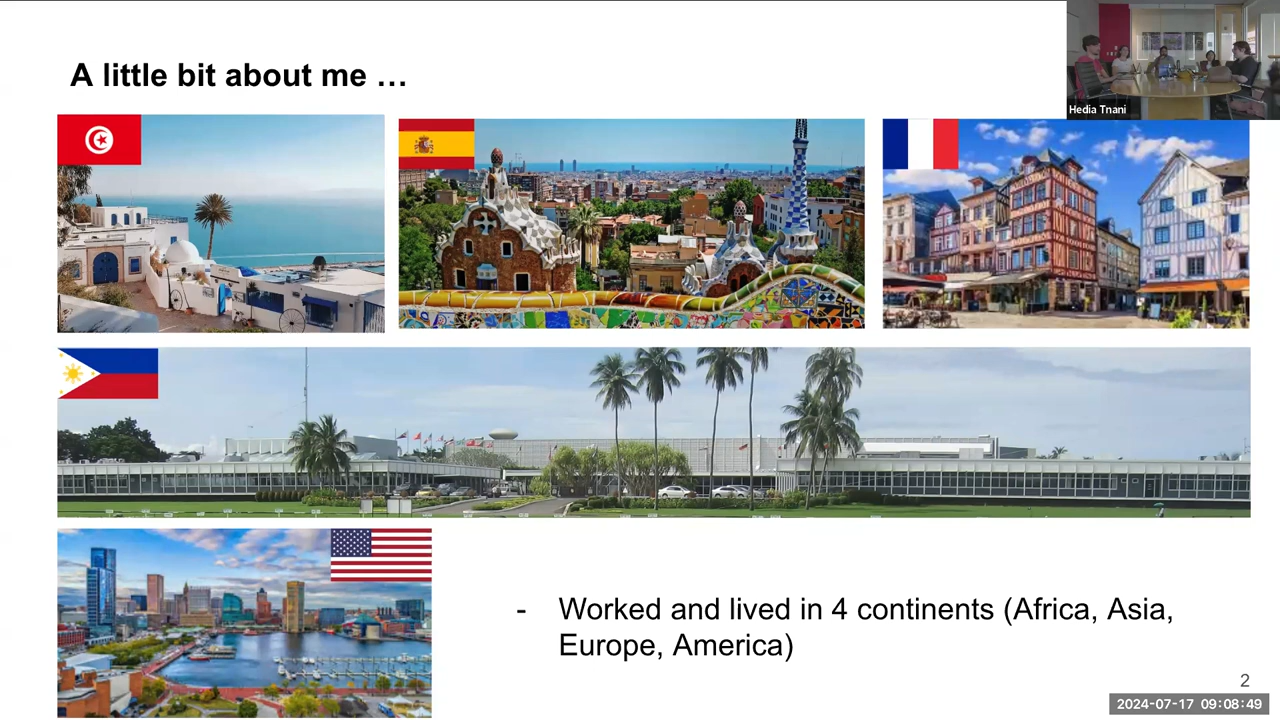 A little bit about me …
Hedia Tnani
- Worked and lived in 4 continents (Africa, Asia,
Europe, America)
2
2024-07-17 09:08:49